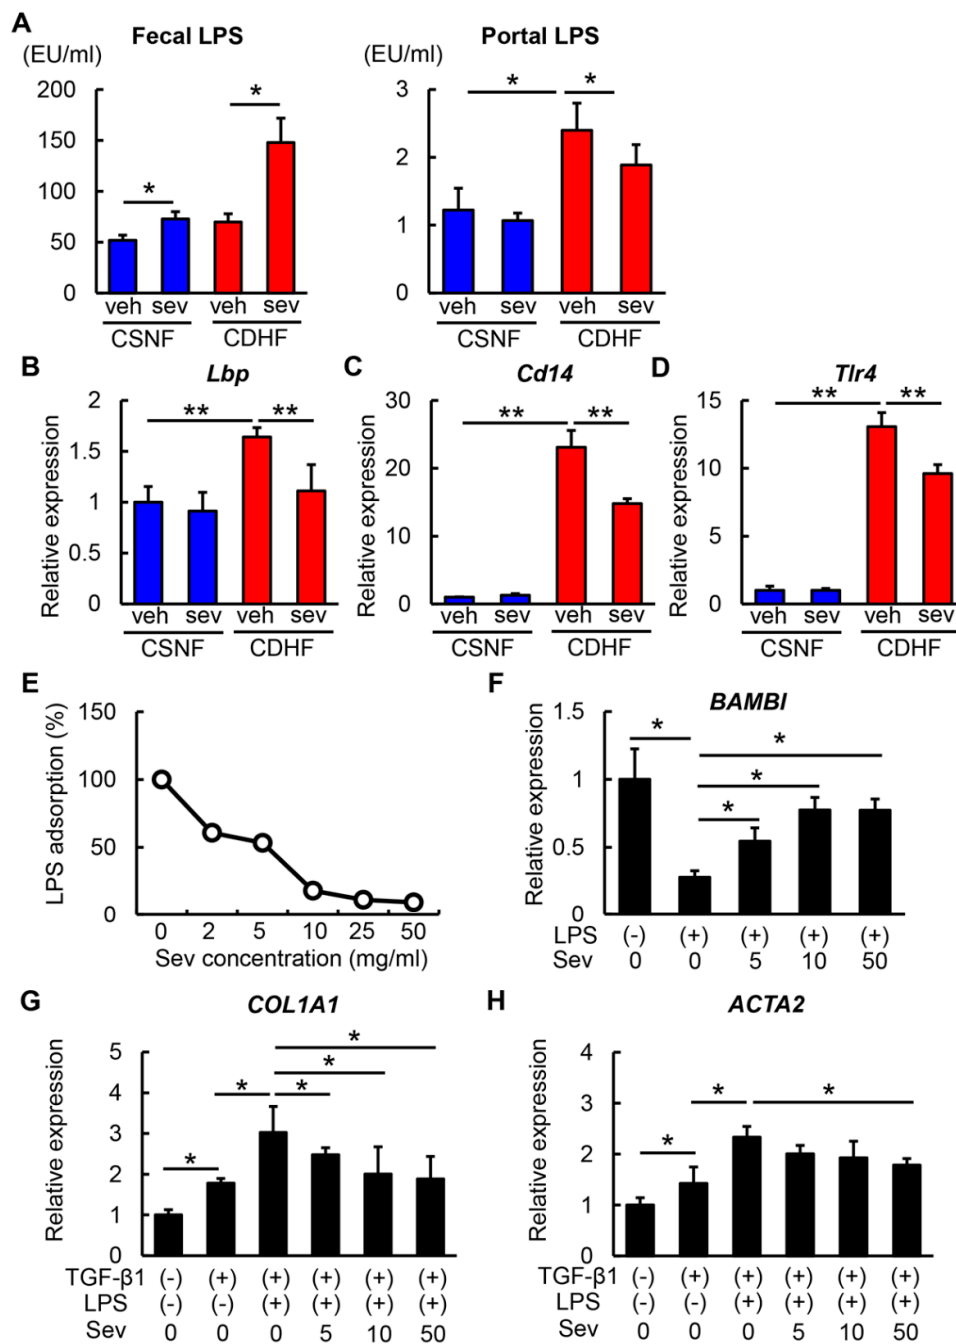 A
Fecal LPS
Portal LPS
(EU/ml)
(EU/ml)
200
150
100
50
0
*
*
veh sev veh sev
CSNF CDHF
3
2
1
0
*
*
veh sev veh sev
CSNF CDHF
B
Lbp
Relative expression
2
1.5
1
0.5
0
**
**
veh sev veh sev
CSNF CDHF
C
Cd14
Relative expression
30
20
10
0
**
**
veh sev veh sev
CSNF CDHF
D
Tlr4
Relative expression
15
10
5
0
**
**
veh sev veh sev
CSNF CDHF
E
LPS adsorption (%)
150
100
50
0
0 2 5 10 25 50
Sev concentration (mg/ml)
F
BAMBI
Relative expression
1.5
1
0.5
0
*
*
*
*
LPS (-) (+) (+) (+) (+)
Sev 0 0 5 10 50
G
COL1A1
Relative expression
5
4
3
2
1
0
*
*
*
*
*
TGF-β1 (-) (+) (+) (+) (+) (+)
LPS (-) (-) (+) (+) (+) (+)
Sev 0 0 0 5 10 50
H
ACTA2
Relative expression
4
3
2
1
0
*
*
*
TGF-β1 (-) (+) (+) (+) (+) (+)
LPS (-) (-) (+) (+) (+) (+)
Sev 0 0 0 5 10 50